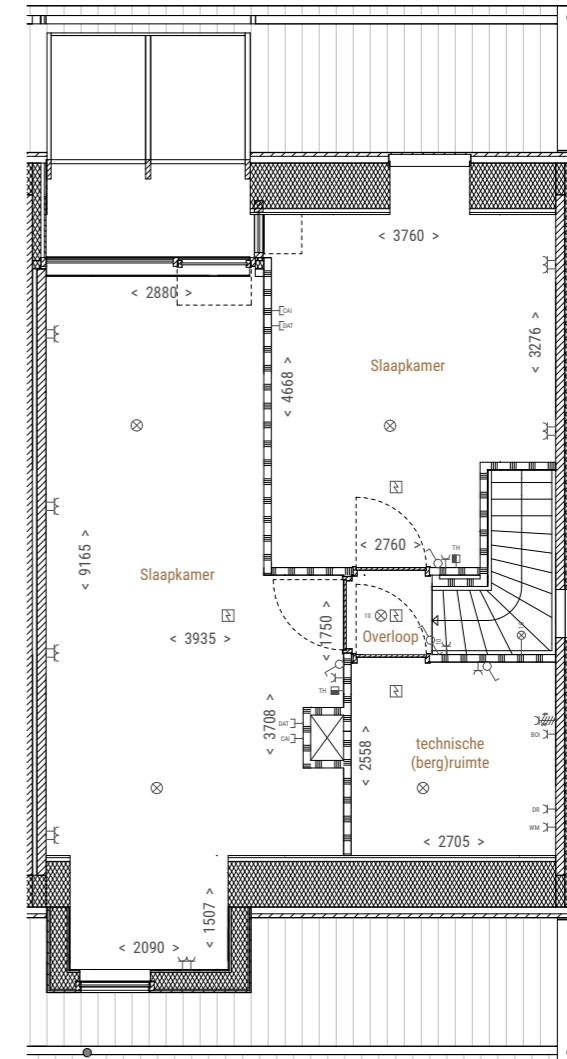 < 3760 >
< 2880 >
CAI
DAT
< 3276 >
< 4668 >
Slaapkamer
< 9165 >
Slaapkamer
< 2760 >
TH
10
Overloop
10
< 3935 >
< 1750 >
TH
DAT
CAI
< 3708 >
< 2558 >
technische
(berg)ruimte
BOI
DR
WM
< 2705 >
< 1507 >
< 2090 >